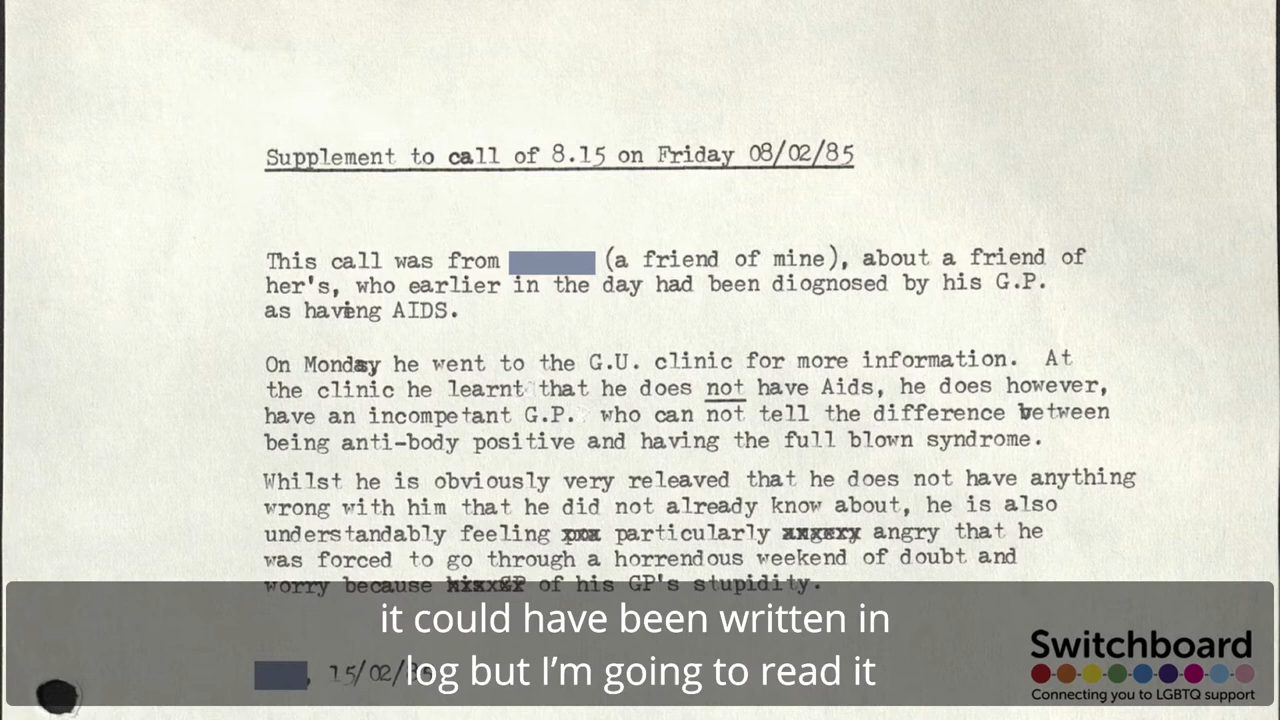 Supplement to call of 8.15 on Friday 08/02/85
This call was from (a friend of mine), about a friend of
her's, who earlier in the day had been diognosed by his G.P.
as having AIDS.
On Monday he went to the G.U. clinic for more information. At
the clinic he learnt that he does not have Aids, he does however,
have an incompetant G.P. who can not tell the difference between
being anti-body positive and having the full blown syndrome.
Whilst he is obviously very releaved that he does not have anything
wrong with him that he did not already know about, he is also
understandably feeling particularly angry that he
was forced to go through a horrendous weekend of doubt and
worry because of his GP's stupidity.
it could have been written in
log but I'm going to read it
15/02/85
Switchboard
Connecting you to LGBTQ support